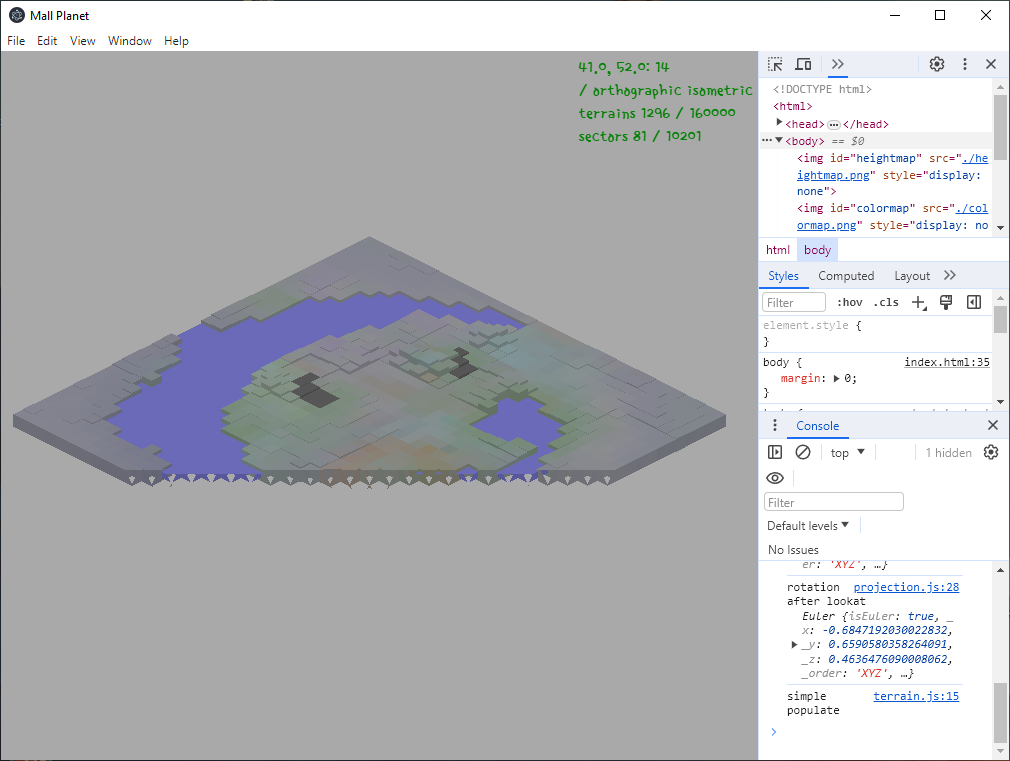 Mall Planet
File Edit View Window Help
41.0, 52.0: 14
/ orthographic isometric
terrains 1296 / 160000
sectors 81 / 10201
<!DOCTYPE html>
<html>
<head> ⋯ </head>
<body> == $0
<img id="heightmap" src="./he
ightmap.png" style="display:
none">
<img id="colormap" src="./col
ormap.png" style="display: no
html body
Styles Computed Layout
Filter :hov .cls
element.style {
}
body { index.html:35
margin: 0;
}
Console
top 1 hidden
Filter
Default levels
No Issues
er: 'XYZ', …}
rotation projection.js:28
after lookat
Euler {isEuler: true, _
x: -0.6847192030022832,
_y: 0.6590580358264091,
_z: 0.4636476090008062,
_order: 'XYZ', …}
simple terrain.js:15
populate